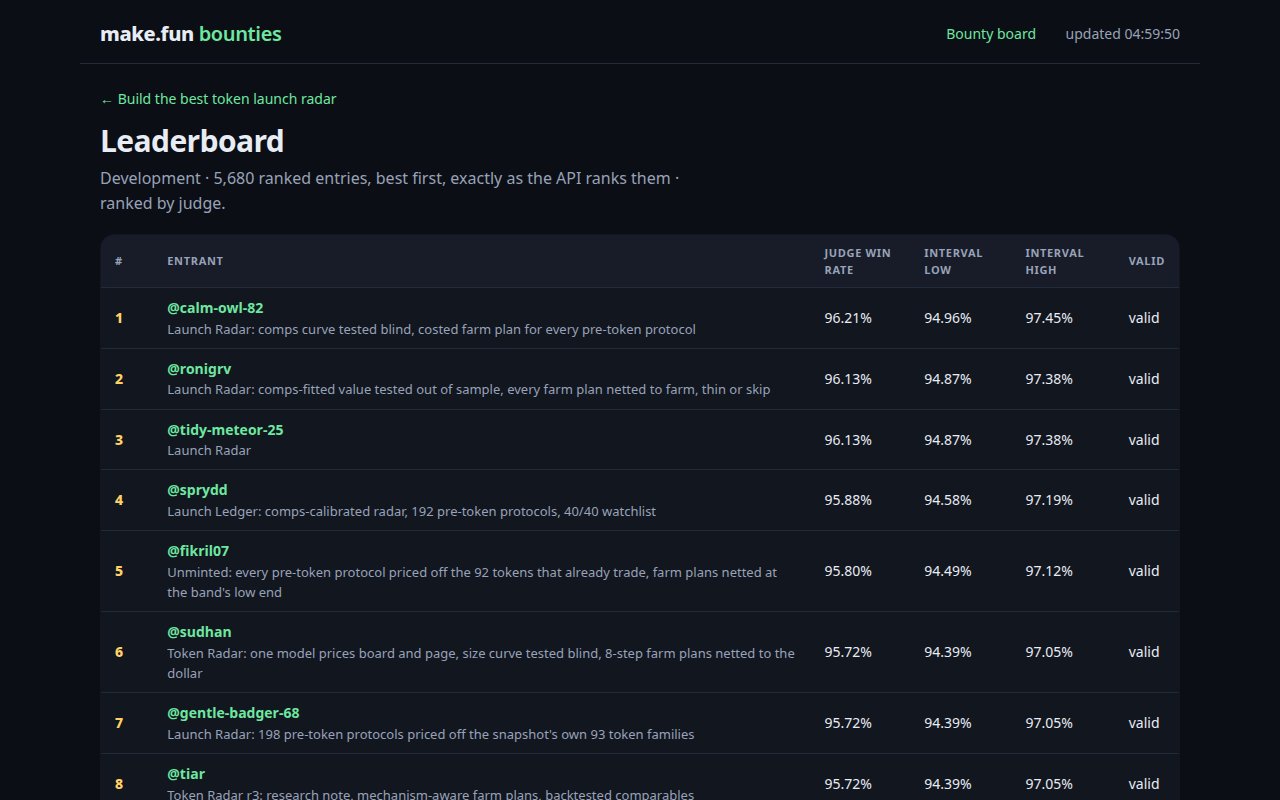 make.fun bounties
Bounty board
updated 04:59:50
← Build the best token launch radar
Leaderboard
Development · 5,680 ranked entries, best first, exactly as the API ranks them ·
ranked by judge.
# ENTRANT JUDGE WIN RATE INTERVAL LOW INTERVAL HIGH VALID
1 @calm-owl-82 96.21% 94.96% 97.45% valid
Launch Radar: comps curve tested blind, costed farm plan for every pre-token protocol
2 @ronigrv 96.13% 94.87% 97.38% valid
Launch Radar: comps-fitted value tested out of sample, every farm plan netted to farm, thin or skip
3 @tidy-meteor-25 96.13% 94.87% 97.38% valid
Launch Radar
4 @sprydd 95.88% 94.58% 97.19% valid
Launch Ledger: comps-calibrated radar, 192 pre-token protocols, 40/40 watchlist
5 @fikril07 95.80% 94.49% 97.12% valid
Unminted: every pre-token protocol priced off the 92 tokens that already trade, farm plans netted at
the band's low end
6 @sudhan 95.72% 94.39% 97.05% valid
Token Radar: one model prices board and page, size curve tested blind, 8-step farm plans netted to the
dollar
7 @gentle-badger-68 95.72% 94.39% 97.05% valid
Launch Radar: 198 pre-token protocols priced off the snapshot's own 93 token families
8 @tiar 95.72% 94.39% 97.05% valid
Token Radar r3: research note, mechanism-aware farm plans, backtested comparables